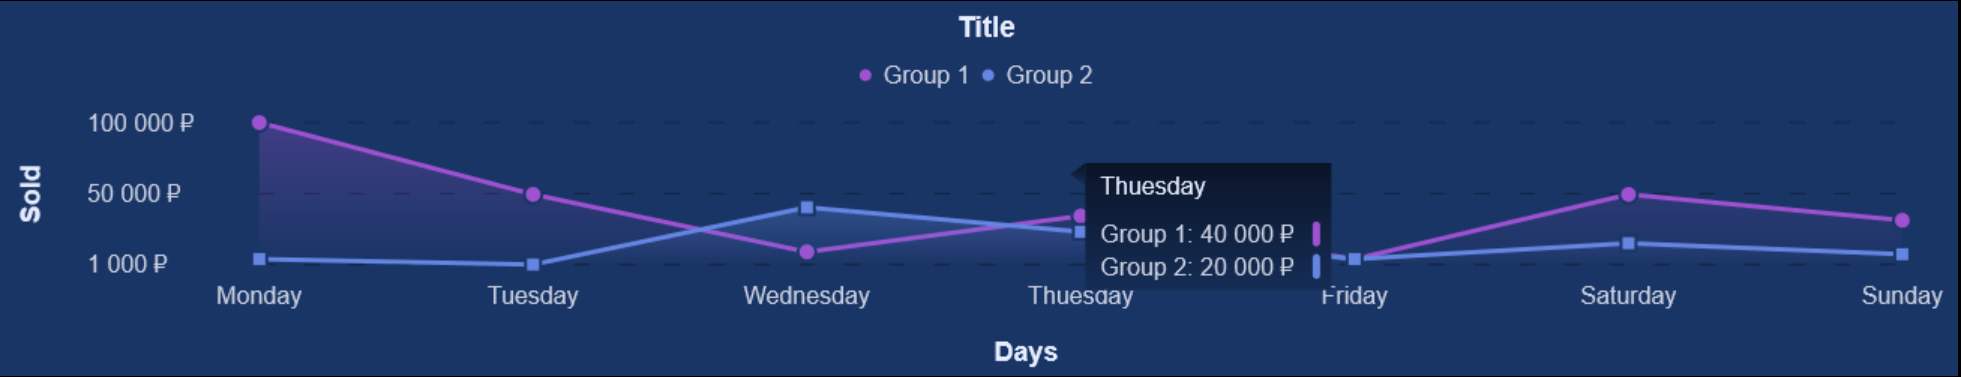 Title
Group 1 Group 2
100 000 ₽
50 000 ₽
1 000 ₽
Sold
Thuesday
Group 1: 40 000 ₽
Group 2: 20 000 ₽
Monday Tuesday Wednesday Thuesday Friday Saturday Sunday
Days